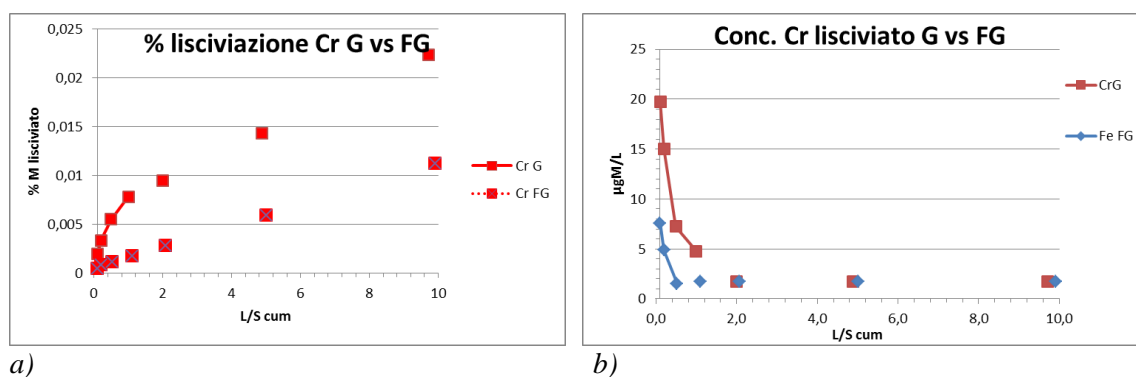 % lisciviazione Cr G vs FG
0,025
0,02
0,015
0,01
0,005
0
% M lisciviato
0 2 4 6 8 10
L/S cum
Cr G
Cr FG
a)
Conc. Cr lisciviato G vs FG
25
20
15
10
5
0
µgM/L
0,0 2,0 4,0 6,0 8,0 10,0
L/S cum
CrG
Fe FG
b)